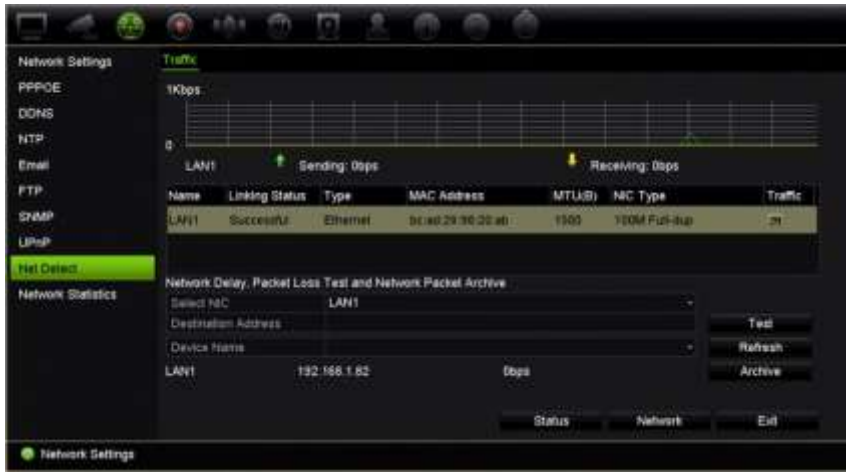 Network Settings
PPPOE
DDNS
NTP
Email
FTP
SNMP
UPnP
Net Detect
Network Statistics
Traffic
1Kbps
0
LAN1 Sending: 0bps Receiving: 0bps
Name Linking Status Type MAC Address MTU(B) NIC Type Traffic
LAN1 Successful Ethernet 1500 100M Full-dup
Network Delay, Packet Loss Test and Network Packet Archive
Select NIC LAN1
Destination Address Test
Device Name Refresh
LAN1 192.168.1.82 0bps Archive
Status Network Exit
Network Settings